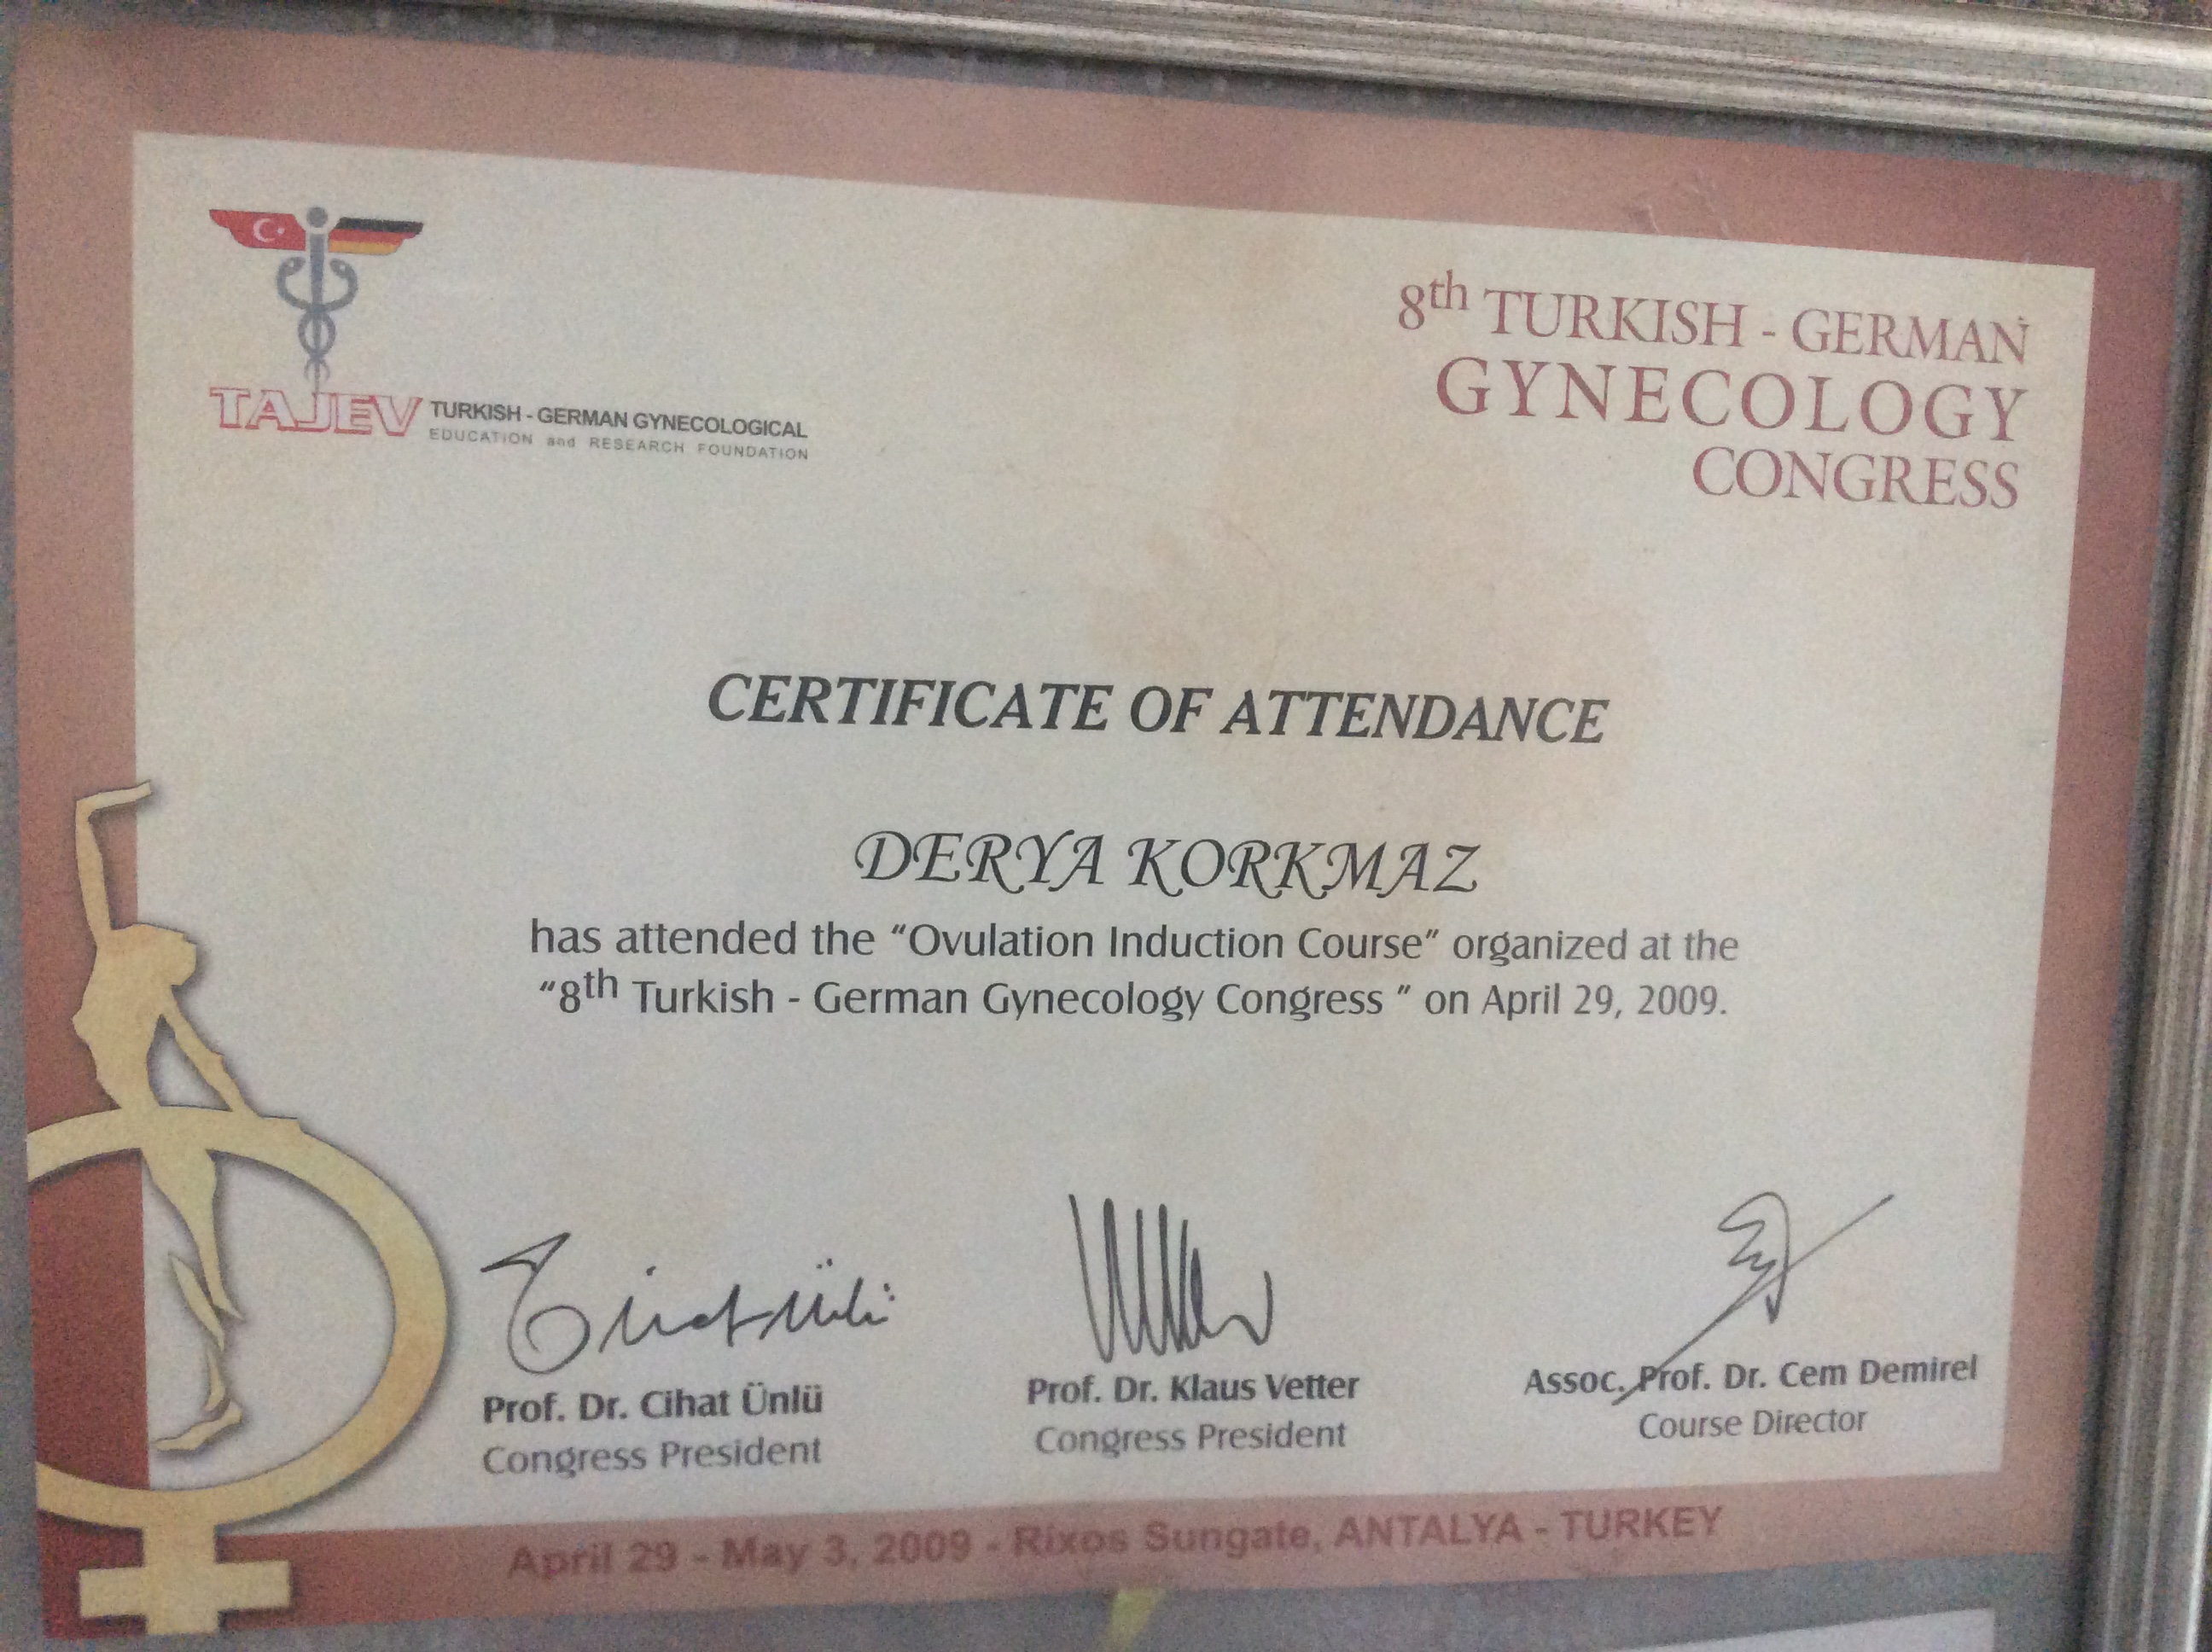 TAJEV TURKISH - GERMAN GYNECOLOGICAL
EDUCATION and RESEARCH FOUNDATION
8th TURKISH - GERMAN
GYNECOLOGY
CONGRESS
CERTIFICATE OF ATTENDANCE
DERYA KORKMAZ
has attended the “Ovulation Induction Course” organized at the
“8th Turkish - German Gynecology Congress ” on April 29, 2009.
Prof. Dr. Cihat Ünlü
Congress President
Prof. Dr. Klaus Vetter
Congress President
Assoc. Prof. Dr. Cem Demirel
Course Director
April 29 - May 3, 2009 - Rixos Sungate, ANTALYA - TURKEY